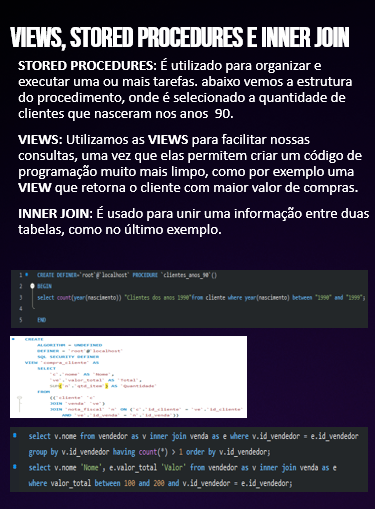 VIEWS, STORED PROCEDURES E INNER JOIN
STORED PROCEDURES: É utilizado para organizar e
executar uma ou mais tarefas. abaixo vemos a estrutura
do procedimento, onde é selecionado a quantidade de
clientes que nasceram nos anos 90.
VIEWS: Utilizamos as VIEWS para facilitar nossas
consultas, uma vez que elas permitem criar um código de
programação muito mais limpo, como por exemplo uma
VIEW que retorna o cliente com maior valor de compras.
INNER JOIN: É usado para unir uma informação entre duas
tabelas, como no último exemplo.
1 CREATE DEFINER=`root`@`localhost` PROCEDURE `clientes_anos_90`()
2 BEGIN
3 select count(year(nascimento)) "Clientes dos anos 1990"from cliente where year(nascimento) between "1990" and "1999";
4
5 END
CREATE
ALGORITHM = UNDEFINED
DEFINER = `root`@`localhost`
SQL SECURITY DEFINER
VIEW `compra_cliente` AS
SELECT
`c`.`nome` AS `Nome`,
`ve`.`valor_total` AS `Total`,
`qtd_item`) AS `Quantidade`
FROM
((`cliente` `c`
JOIN `venda` `ve`)
JOIN `nota_fiscal` `n` ON (`c`.`id_cliente` = `ve`.`id_cliente`
AND `ve`.`id_venda` = `n`.`id_venda`))
select v.nome from vendedor as v inner join venda as e where v.id_vendedor = e.id_vendedor
group by v.id_vendedor having count(*) > 1 order by v.id_vendedor;
select v.nome 'Nome', e.valor_total 'Valor' from vendedor as v inner join venda as e
where valor_total between 100 and 200 and v.id_vendedor = e.id_vendedor;